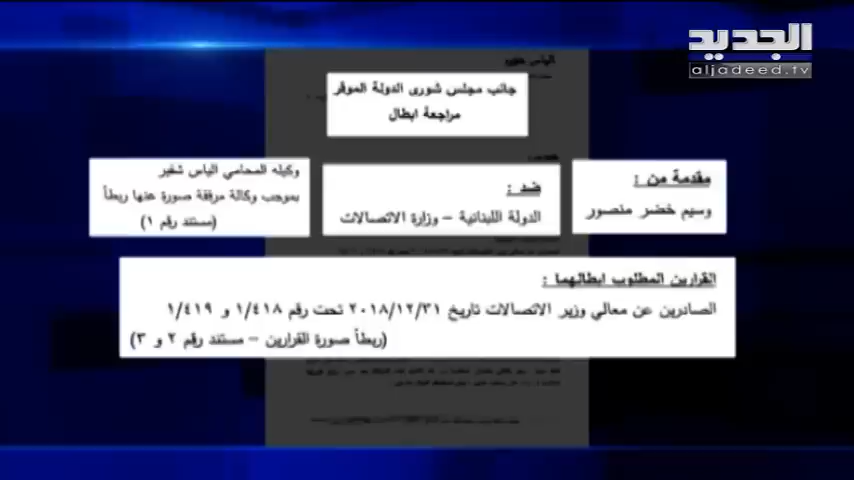 الجديد
aljadeed.tv
جانب مجلس شورى الدولة الموقر
مراجعة ابطال
مقدمة من :
وسيم خضر منصور
ضد :
الدولة اللبنانية - وزارة الاتصالات
وكيله المحامي الياس شفير
بموجب وكالة مرفقة صورة عنها ربطاً
(مستند رقم ١)
القرارين المطلوب ابطالهما :
الصادرين عن معالي وزير الاتصالات تاريخ ٢٠١٨/١٢/٣١ تحت رقم ١/٤١٨ و ١/٤١٩
(ربطاً صورة القرارين - مستند رقم ٢ و ٣)